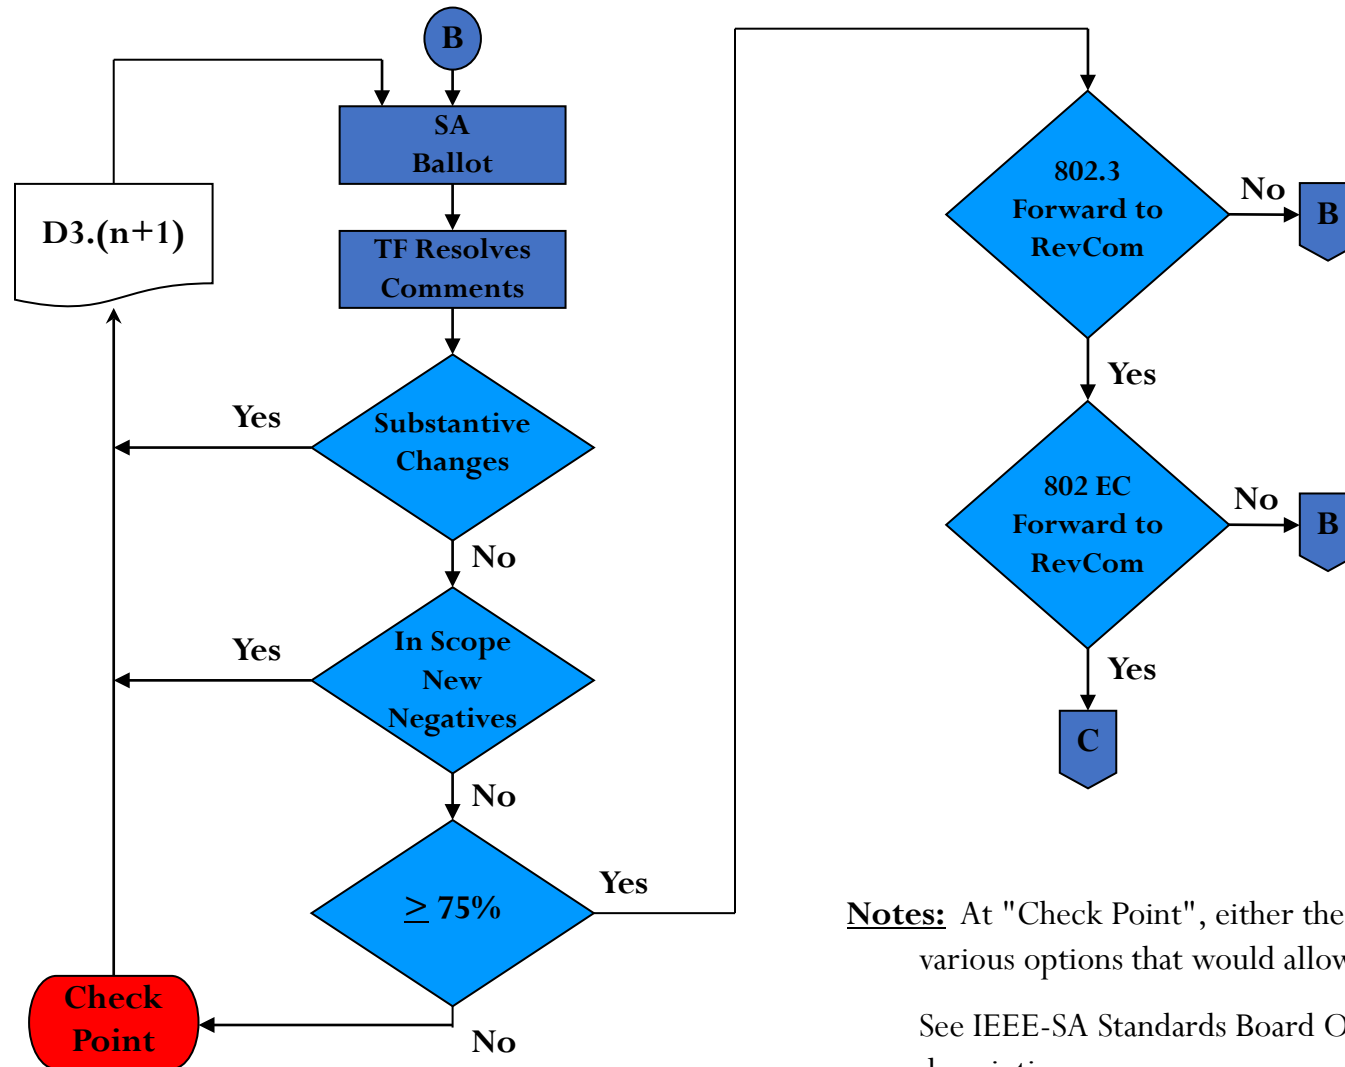 B
SA
Ballot
D3.(n+1)
TF Resolves
Comments
Substantive
Changes
Yes
No
In Scope
New
Negatives
Yes
No
≥ 75%
Yes
No
Check
Point
802.3
Forward to
RevCom
No
B
Yes
802 EC
Forward to
RevCom
No
B
Yes
C
Notes: At "Check Point", either the
various options that would allow
See IEEE-SA Standards Board O